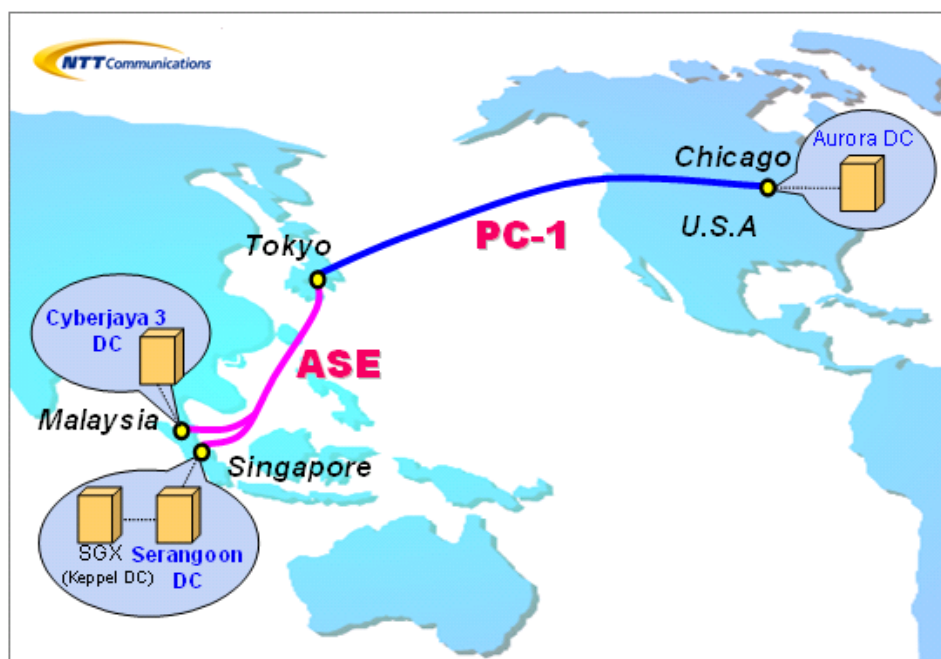 NTT Communications
Aurora DC
Chicago
U.S.A
PC-1
Tokyo
Cyberjaya 3
DC
ASE
Malaysia
Singapore
SGX
(Keppel DC)
Serangoon
DC